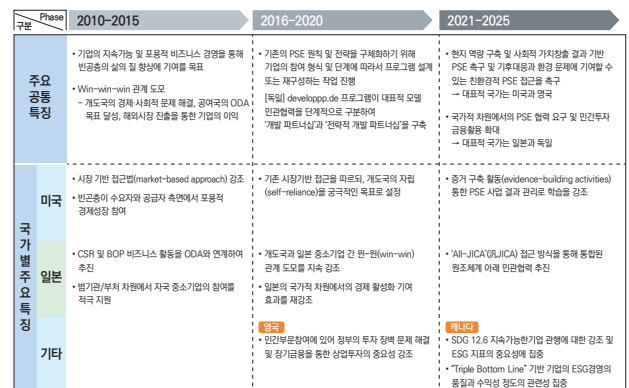 구분 Phase 2010-2015 2016-2020 2021-2025
주요
공통
특징
• 기업의 지속가능 및 포용적 비즈니스 경영을 통해
빈공층의 삶의 질 향상에 기여를 목표
• Win-win-win 관계 도모
- 개도국의 경제·사회적 문제 해결, 공여국의 ODA
목표 달성, 해외시장 진출을 통한 기업의 이익
• 기존의 PSE 원칙 및 전략을 구체화하기 위해
기업의 참여 형식 및 단계에 따라서 프로그램 설계
또는 재구성하는 작업 진행
[독일] developpp.de 프로그램이 대표적 모델
민관협력을 단계적으로 구분하여
'개발 파트너십'과 '전략적 개발 파트너십'을 구축
• 현지 역량 구축 및 사회적 가치창출 결과 기반
PSE 촉구 및 기후대응과 환경 문제에 기여할 수
있는 친환경적 PSE 접근을 촉구
→ 대표적 국가는 미국과 영국
• 국가적 차원에서의 PSE 협력 요구 및 민간투자
금융활용 확대
→ 대표적 국가는 일본과 독일
국가별주요특징
미국
• 시장 기반 접근법(market-based approach) 강조
• 빈곤층이 수요자와 공급자 측면에서 포용적
경제성장 참여
• 기존 시장기반 접근을 따르되, 개도국의 자립
(self-reliance)을 궁극적인 목표로 설정
• 증거 구축 활동(evidence-building activities)
통한 PSE 사업 결과 관리로 학습을 강조
일본
• CSR 및 BOP 비즈니스 활동을 ODA와 연계하여
추진
• 범기관/부처 차원에서 자국 중소기업의 참여를
적극 지원
• 개도국과 일본 중소기업 간 윈-윈(win-win)
관계 도모를 지속 강조
• 일본의 국가적 차원에서의 경제 활성화 기여
효과를 재강조
• 'All-JICA'(汎JICA) 접근 방식을 통해 통합된
원조체계 아래 민관협력 추진
기타
영국
• 민간부문참여에 있어 정부의 투자 장벽 문제 해결
및 장기금융을 통한 상업투자의 중요성 강조
캐나다
• SDG 12.6 지속가능한기업 관행에 대한 강조 및
ESG 지표의 중요성에 집중
• "Triple Bottom Line" 기반 기업의 ESG경영의
품질과 수익성 정도의 관련성 집중